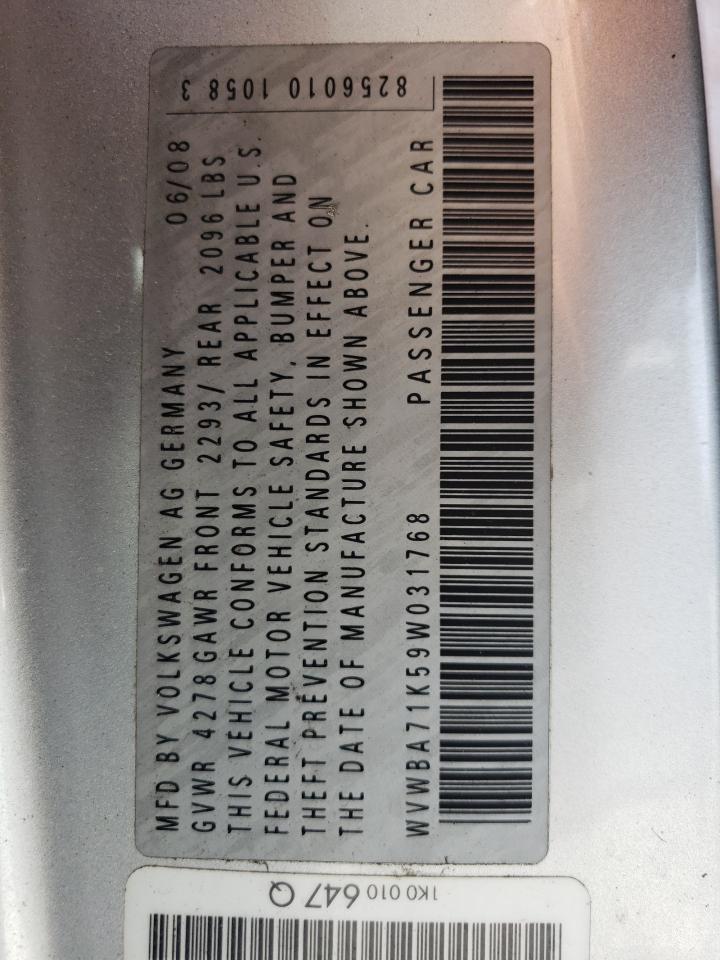 MFD BY VOLKSWAGEN AG GERMANY 06/08
GVWR 4278 GAWR FRONT 2293/ REAR 2096 LBS
THIS VEHICLE CONFORMS TO ALL APPLICABLE U.S.
FEDERAL MOTOR VEHICLE SAFETY, BUMPER AND
THEFT PREVENTION STANDARDS IN EFFECT ON
THE DATE OF MANUFACTURE SHOWN ABOVE.
WVWBA71K59W031768 PASSENGER CAR
8256010 1058 3
1K0 010 647 Q